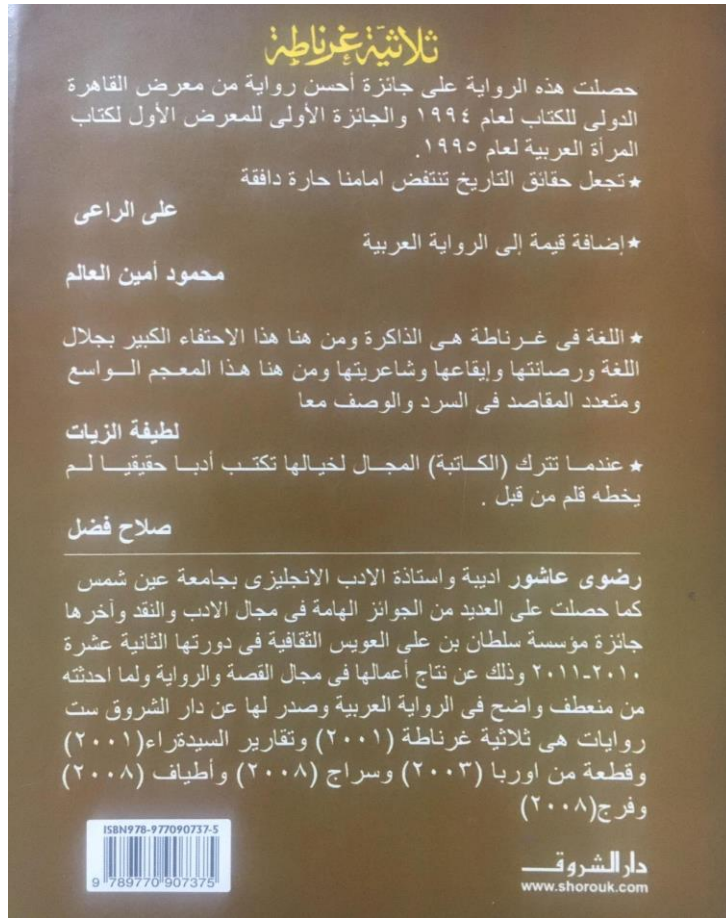 ثلاثية غرناطة
حصلت هذه الرواية على جائزة أحسن رواية من معرض القاهرة
الدولى للكتاب لعام ١٩٩٤ والجائزة الأولى للمعرض الأول لكتاب
المرأة العربية لعام ١٩٩٥.
★تجعل حقائق التاريخ تنتفض امامنا حارة دافقة
على الراعى
★إضافة قيمة إلى الرواية العربية
محمود أمين العالم
★ اللغة فى غرناطة هى الذاكرة ومن هنا هذا الاحتفاء الكبير بجلال
اللغة ورصانتها وإيقاعها وشاعريتها ومن هنا هذا المعجم الواسع
ومتعدد المقاصد فى السرد والوصف معا
لطيفة الزيات
★ عندما تترك (الكاتبة) المجال لخيالها تكتب أدبا حقيقيا لم
يخطه قلم من قبل .
صلاح فضل
رضوى عاشور اديبة واستاذة الادب الانجليزى بجامعة عين شمس
كما حصلت على العديد من الجوائز الهامة فى مجال الادب والنقد وأخرها
جائزة مؤسسة سلطان بن على العويس الثقافية فى دورتها الثانية عشرة
٢٠١٠-٢٠١١ وذلك عن نتاج أعمالها فى مجال القصة والرواية ولما احدثته
من منعطف واضح فى الرواية العربية وصدر لها عن دار الشروق ست
روايات هى ثلاثية غرناطة (٢٠٠١) وتقارير السيدةراء(٢٠٠١)
وقطعة من اوربا (٢٠٠٣) وسراج (٢٠٠٨) وأطياف (٢٠٠٨)
وفرج(٢٠٠٨)
ISBN978-977090737-5
9 789770 907375
دار الشروق
www.shorouk.com